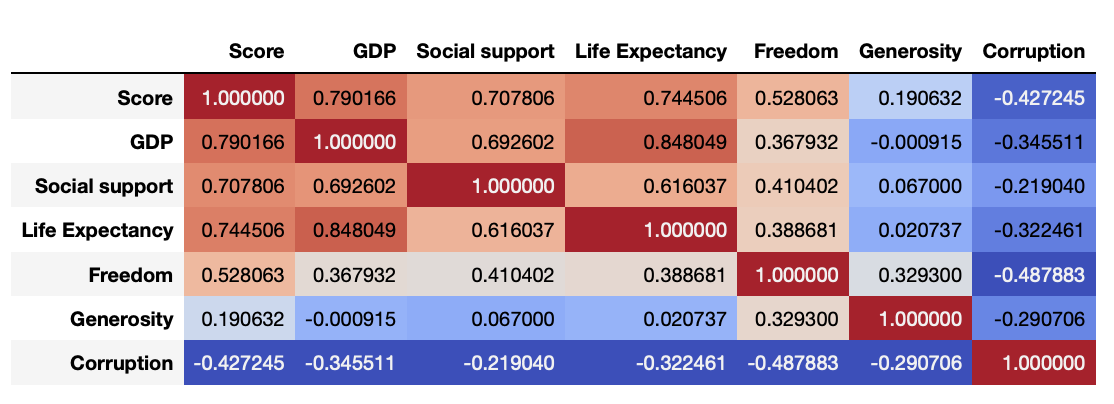 Score GDP Social support Life Expectancy Freedom Generosity Corruption
Score 1.000000 0.790166 0.707806 0.744506 0.528063 0.190632 -0.427245
GDP 0.790166 1.000000 0.692602 0.848049 0.367932 -0.000915 -0.345511
Social support 0.707806 0.692602 1.000000 0.616037 0.410402 0.067000 -0.219040
Life Expectancy 0.744506 0.848049 0.616037 1.000000 0.388681 0.020737 -0.322461
Freedom 0.528063 0.367932 0.410402 0.388681 1.000000 0.329300 -0.487883
Generosity 0.190632 -0.000915 0.067000 0.020737 0.329300 1.000000 -0.290706
Corruption -0.427245 -0.345511 -0.219040 -0.322461 -0.487883 -0.290706 1.000000